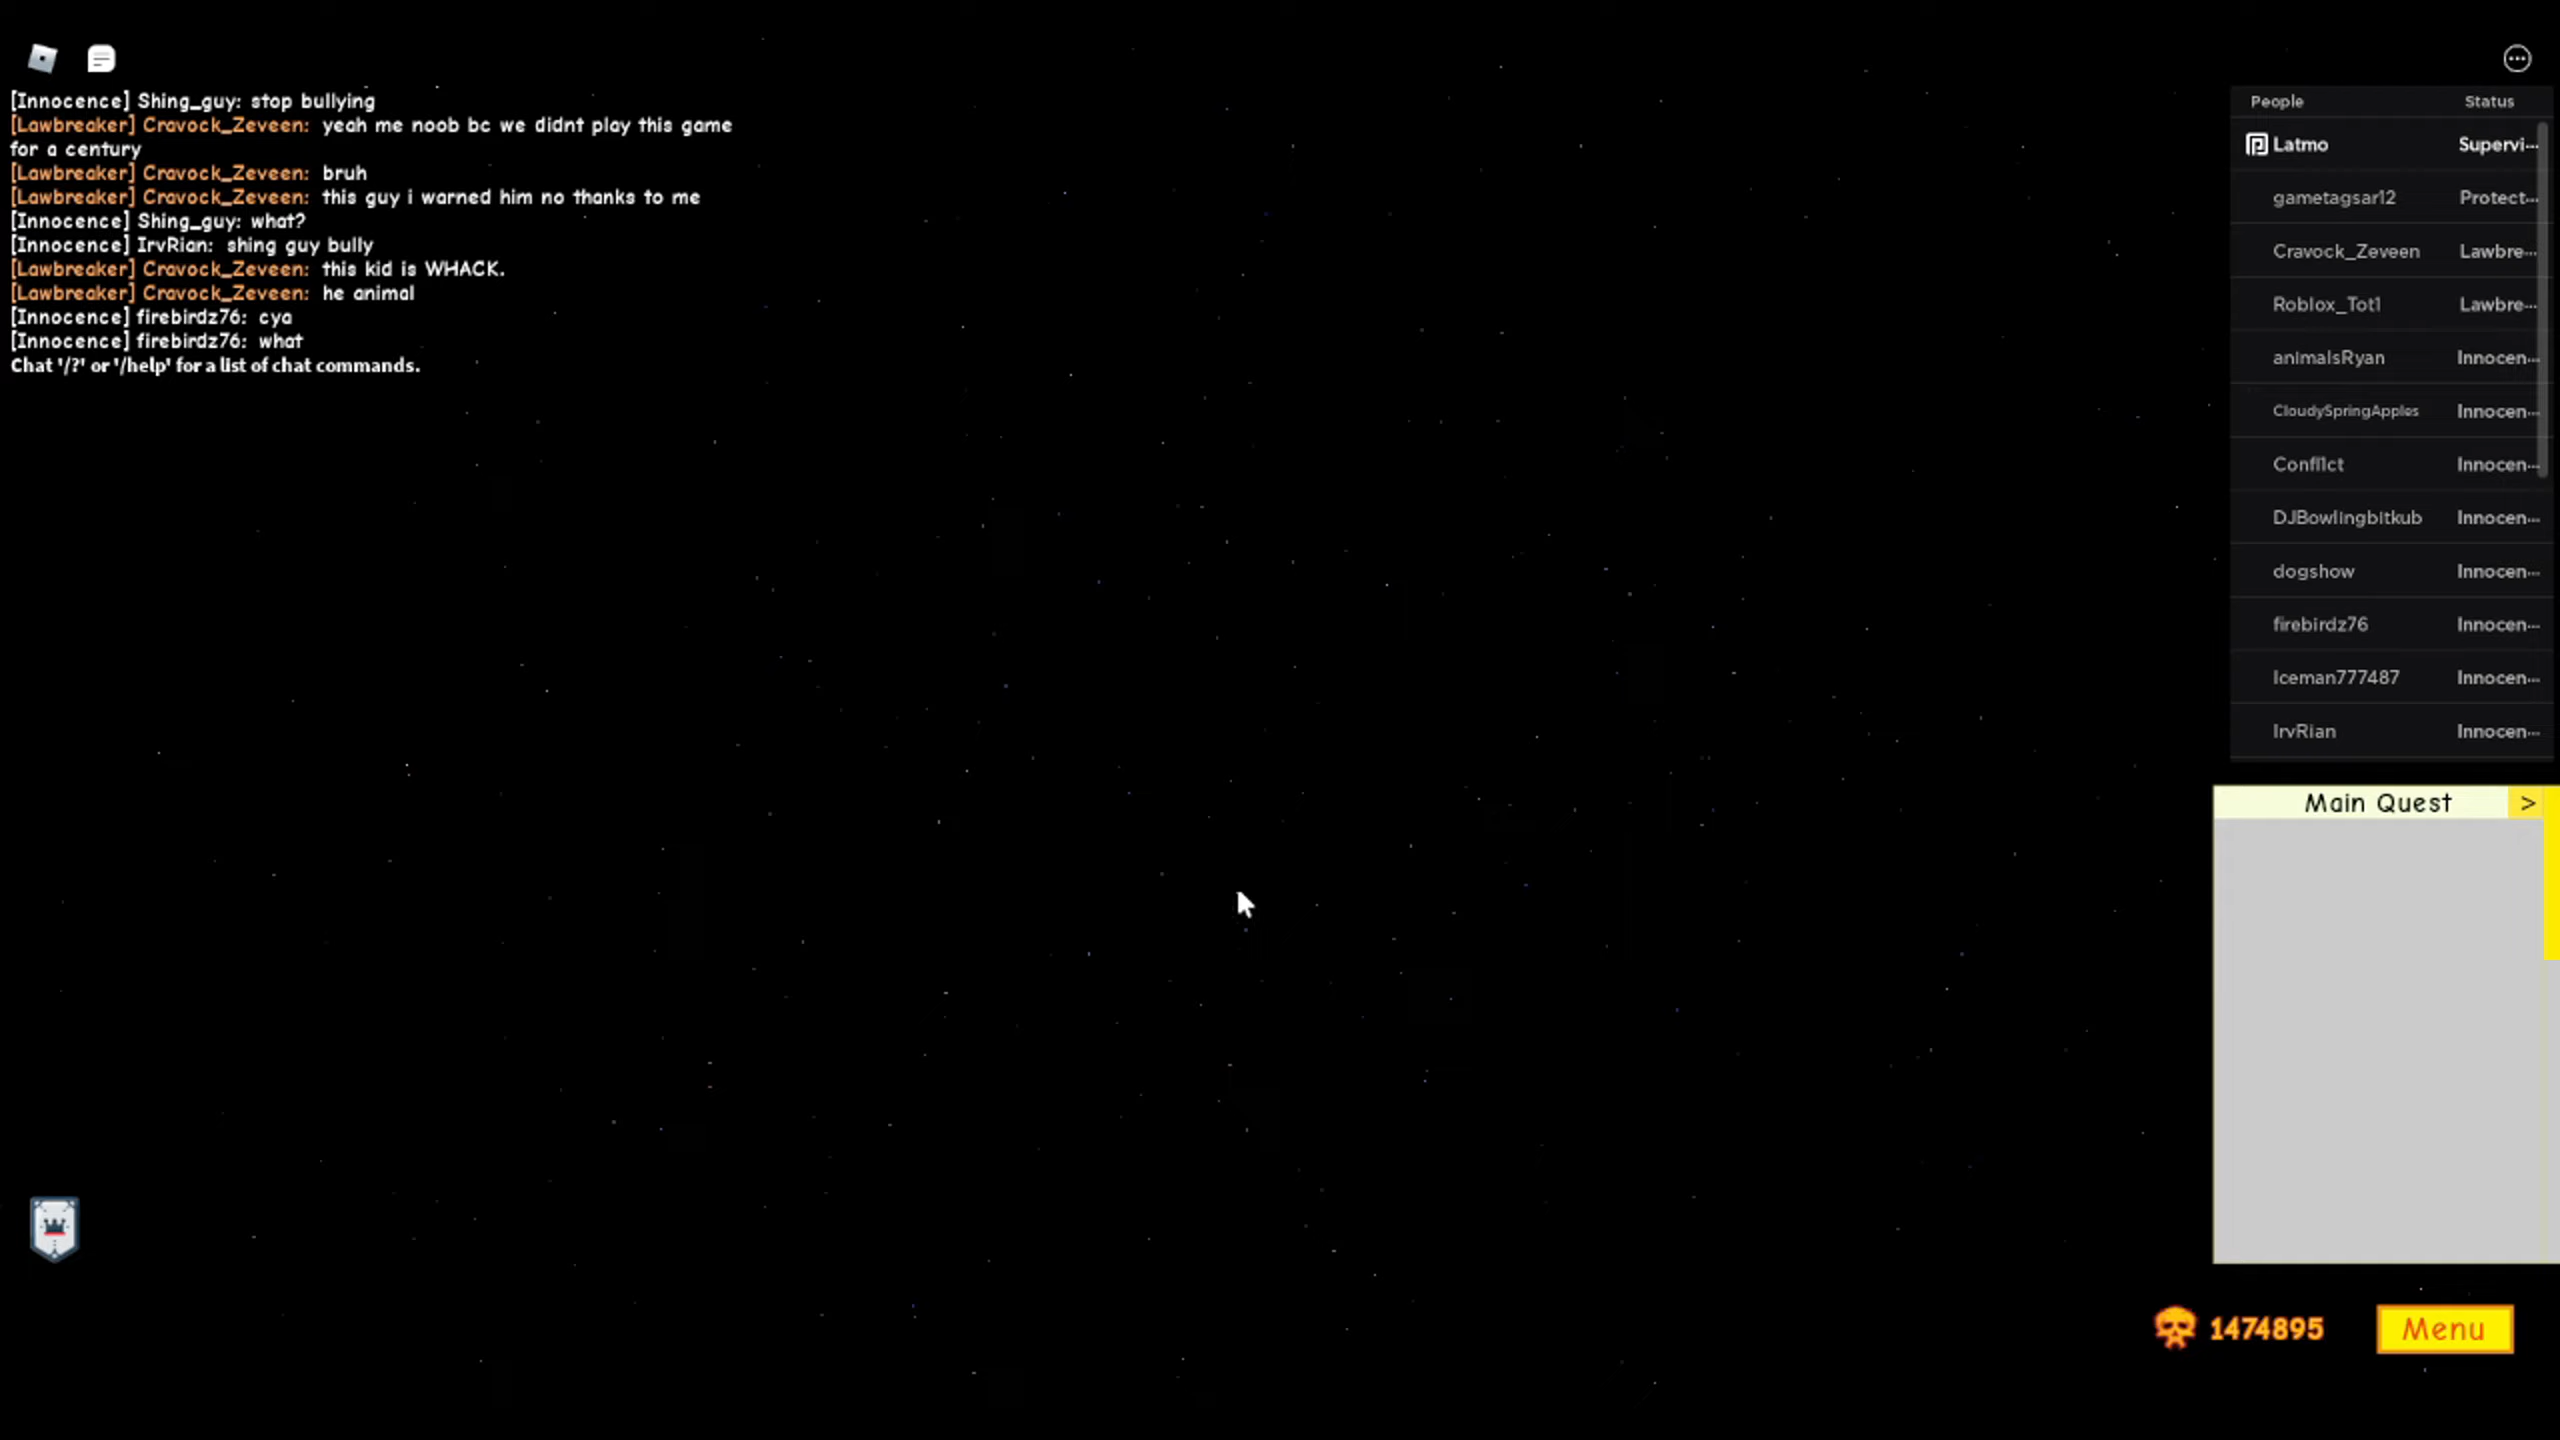 [Innocence] Shing_guy: stop bullying
[Lawbreaker] Cravock_Zeveen: yeah me noob bc we didnt play this game
for a century
[Lawbreaker] Cravock_Zeveen: bruh
[Lawbreaker] Cravock_Zeveen: this guy i warned him no thanks to me
[Innocence] Shing_guy: what?
[Innocence] IrvRian: shing guy bully
[Lawbreaker] Cravock_Zeveen: this kid is WHACK.
[Lawbreaker] Cravock_Zeveen: he animal
[Innocence] firebirdz76: cya
[Innocence] firebirdz76: what
Chat '/?' or '/help' for a list of chat commands.
People Status
Latmo Supervi...
gametagsar12 Protect...
Cravock_Zeveen Lawbre...
Roblox_Tot1 Lawbre...
animalsRyan Innocen...
CloudySpringApples Innocen...
Confl1ct Innocen...
DJBowlingbitkub Innocen...
dogshow Innocen...
firebirdz76 Innocen...
Iceman777487 Innocen...
IrvRian Innocen...
Main Quest >
1474895 Menu